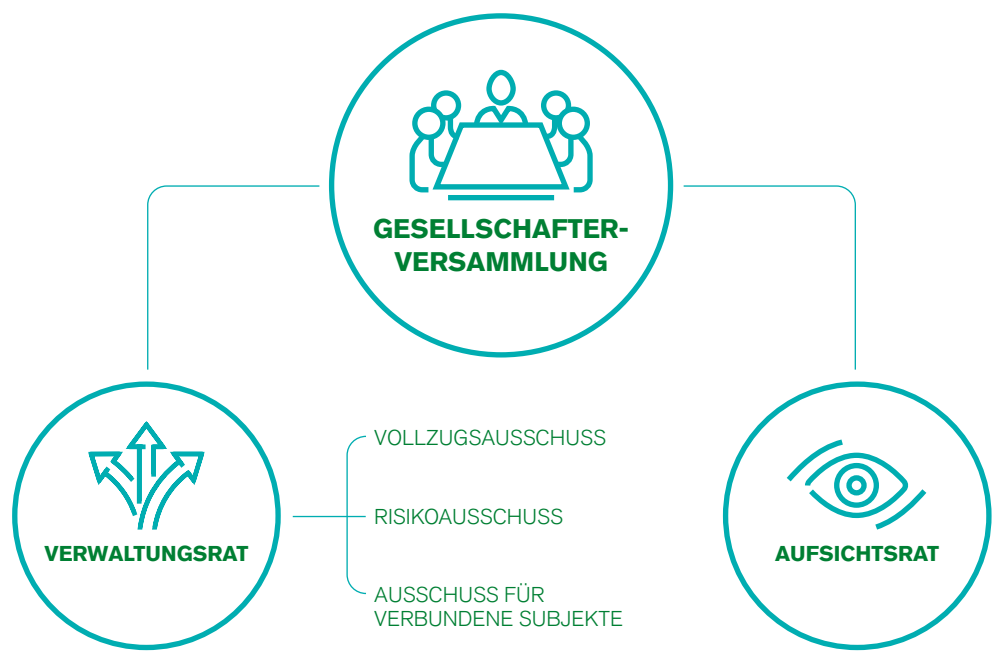 GESELLSCHAFTER-
VERSAMMLUNG
VERWALTUNGSRAT
VOLLZUGSAUSSCHUSS
RISIKOAUSSCHUSS
AUSSCHUSS FÜR
VERBUNDENE SUBJEKTE
AUFSICHTSRAT